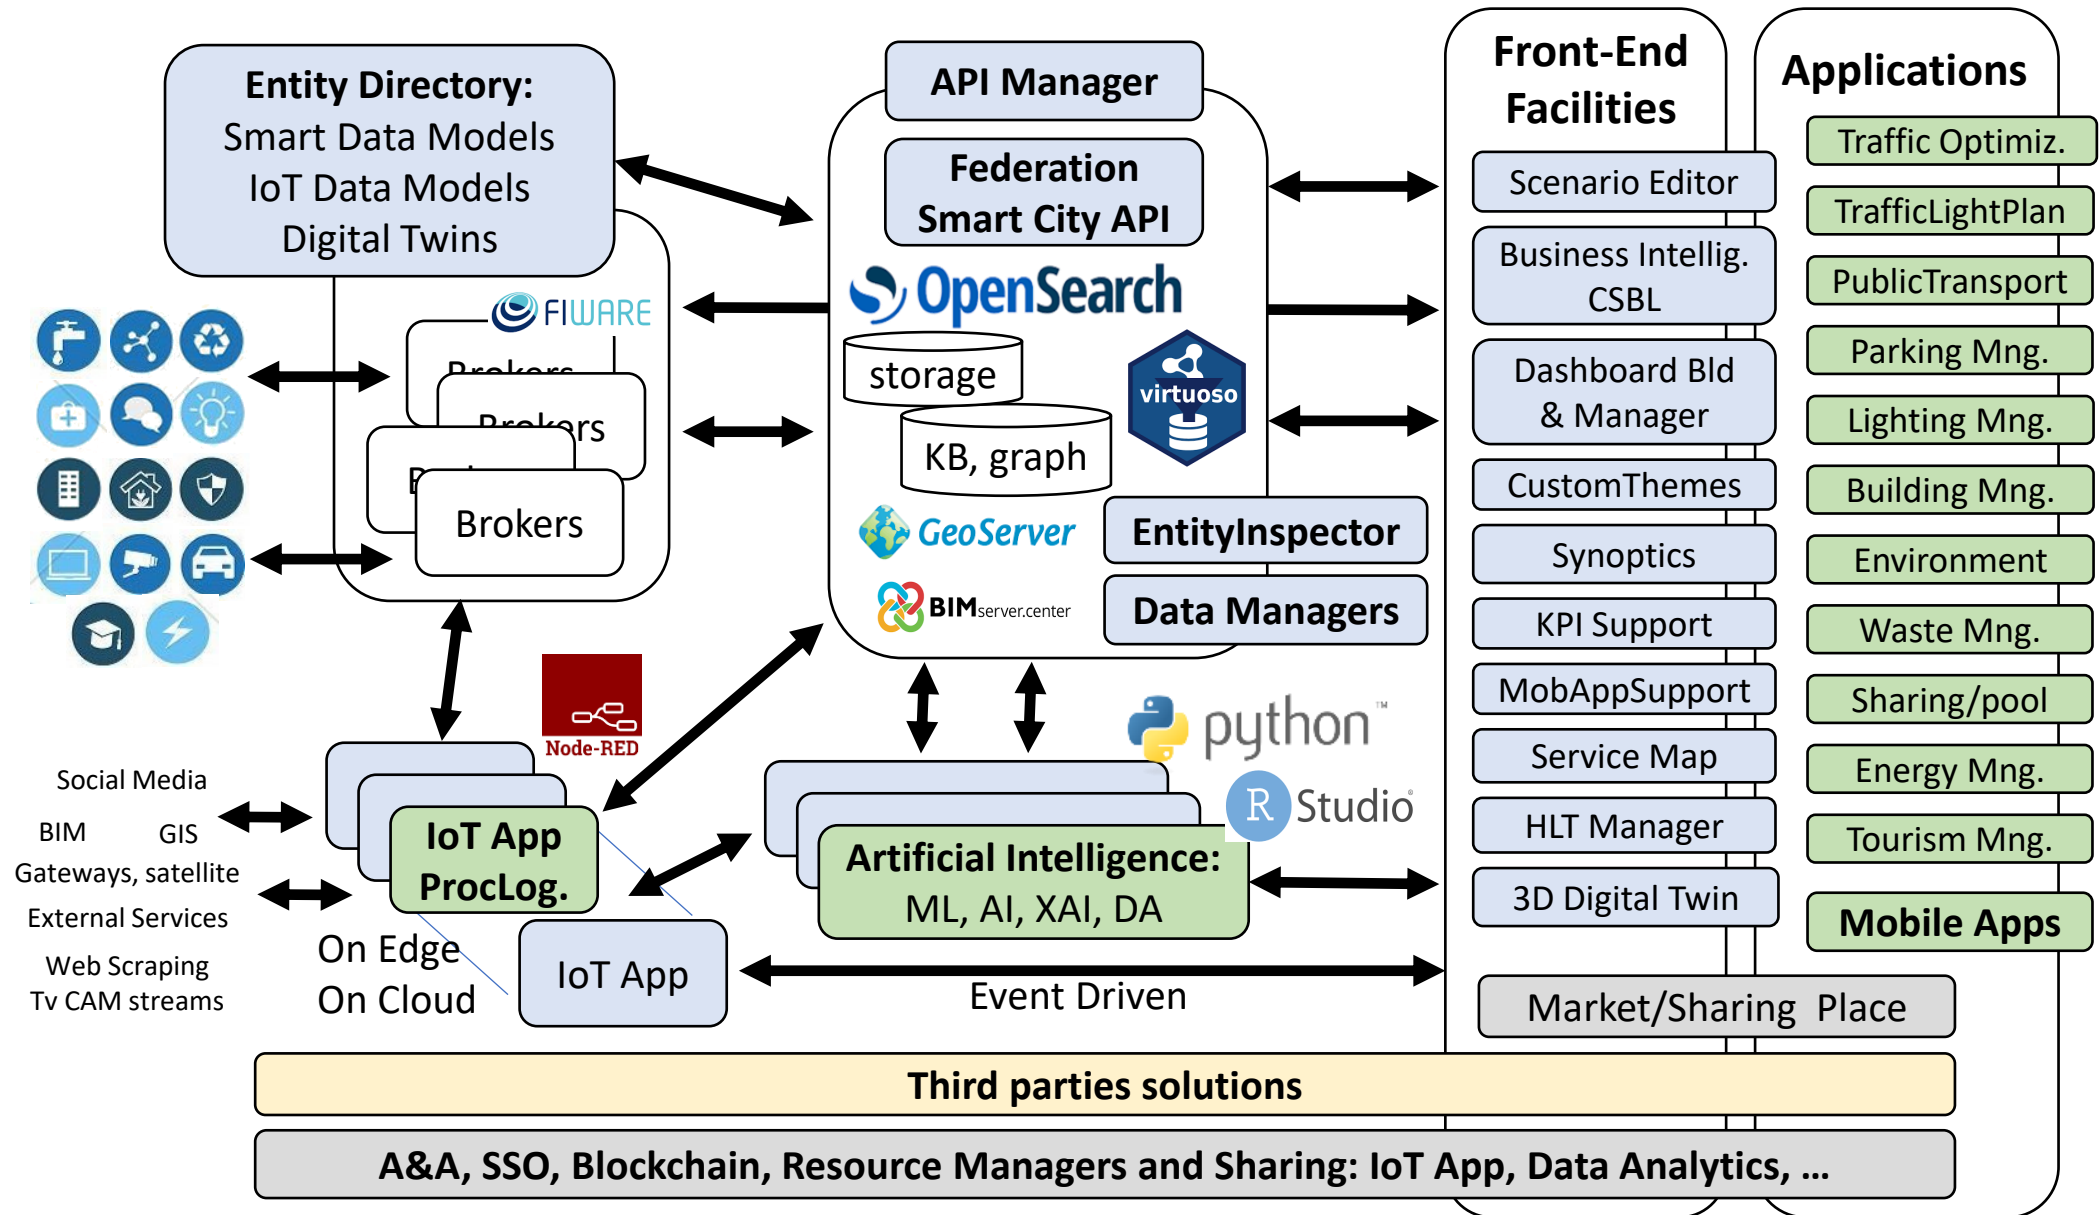 Entity Directory:
Smart Data Models
IoT Data Models
Digital Twins
FIWARE
Brokers
Brokers
Brokers
Social Media
BIM
GIS
Gateways, satellite
External Services
Web Scraping
Tv CAM streams
Node-RED
IoT App
ProcLog.
On Edge
On Cloud
IoT App
API Manager
Federation
Smart City API
OpenSearch
storage
virtuoso
KB, graph
GeoServer
EntityInspector
BIMserver.center
Data Managers
python™
R Studio®
Artificial Intelligence:
ML, AI, XAI, DA
Event Driven
Front-End
Facilities
Scenario Editor
Business Intellig.
CSBL
Dashboard Bld
& Manager
CustomThemes
Synoptics
KPI Support
MobAppSupport
Service Map
HLT Manager
3D Digital Twin
Applications
Traffic Optimiz.
TrafficLightPlan
PublicTransport
Parking Mng.
Lighting Mng.
Building Mng.
Environment
Waste Mng.
Sharing/pool
Energy Mng.
Tourism Mng.
Mobile Apps
Market/Sharing Place
Third parties solutions
A&A, SSO, Blockchain, Resource Managers and Sharing: IoT App, Data Analytics, ...